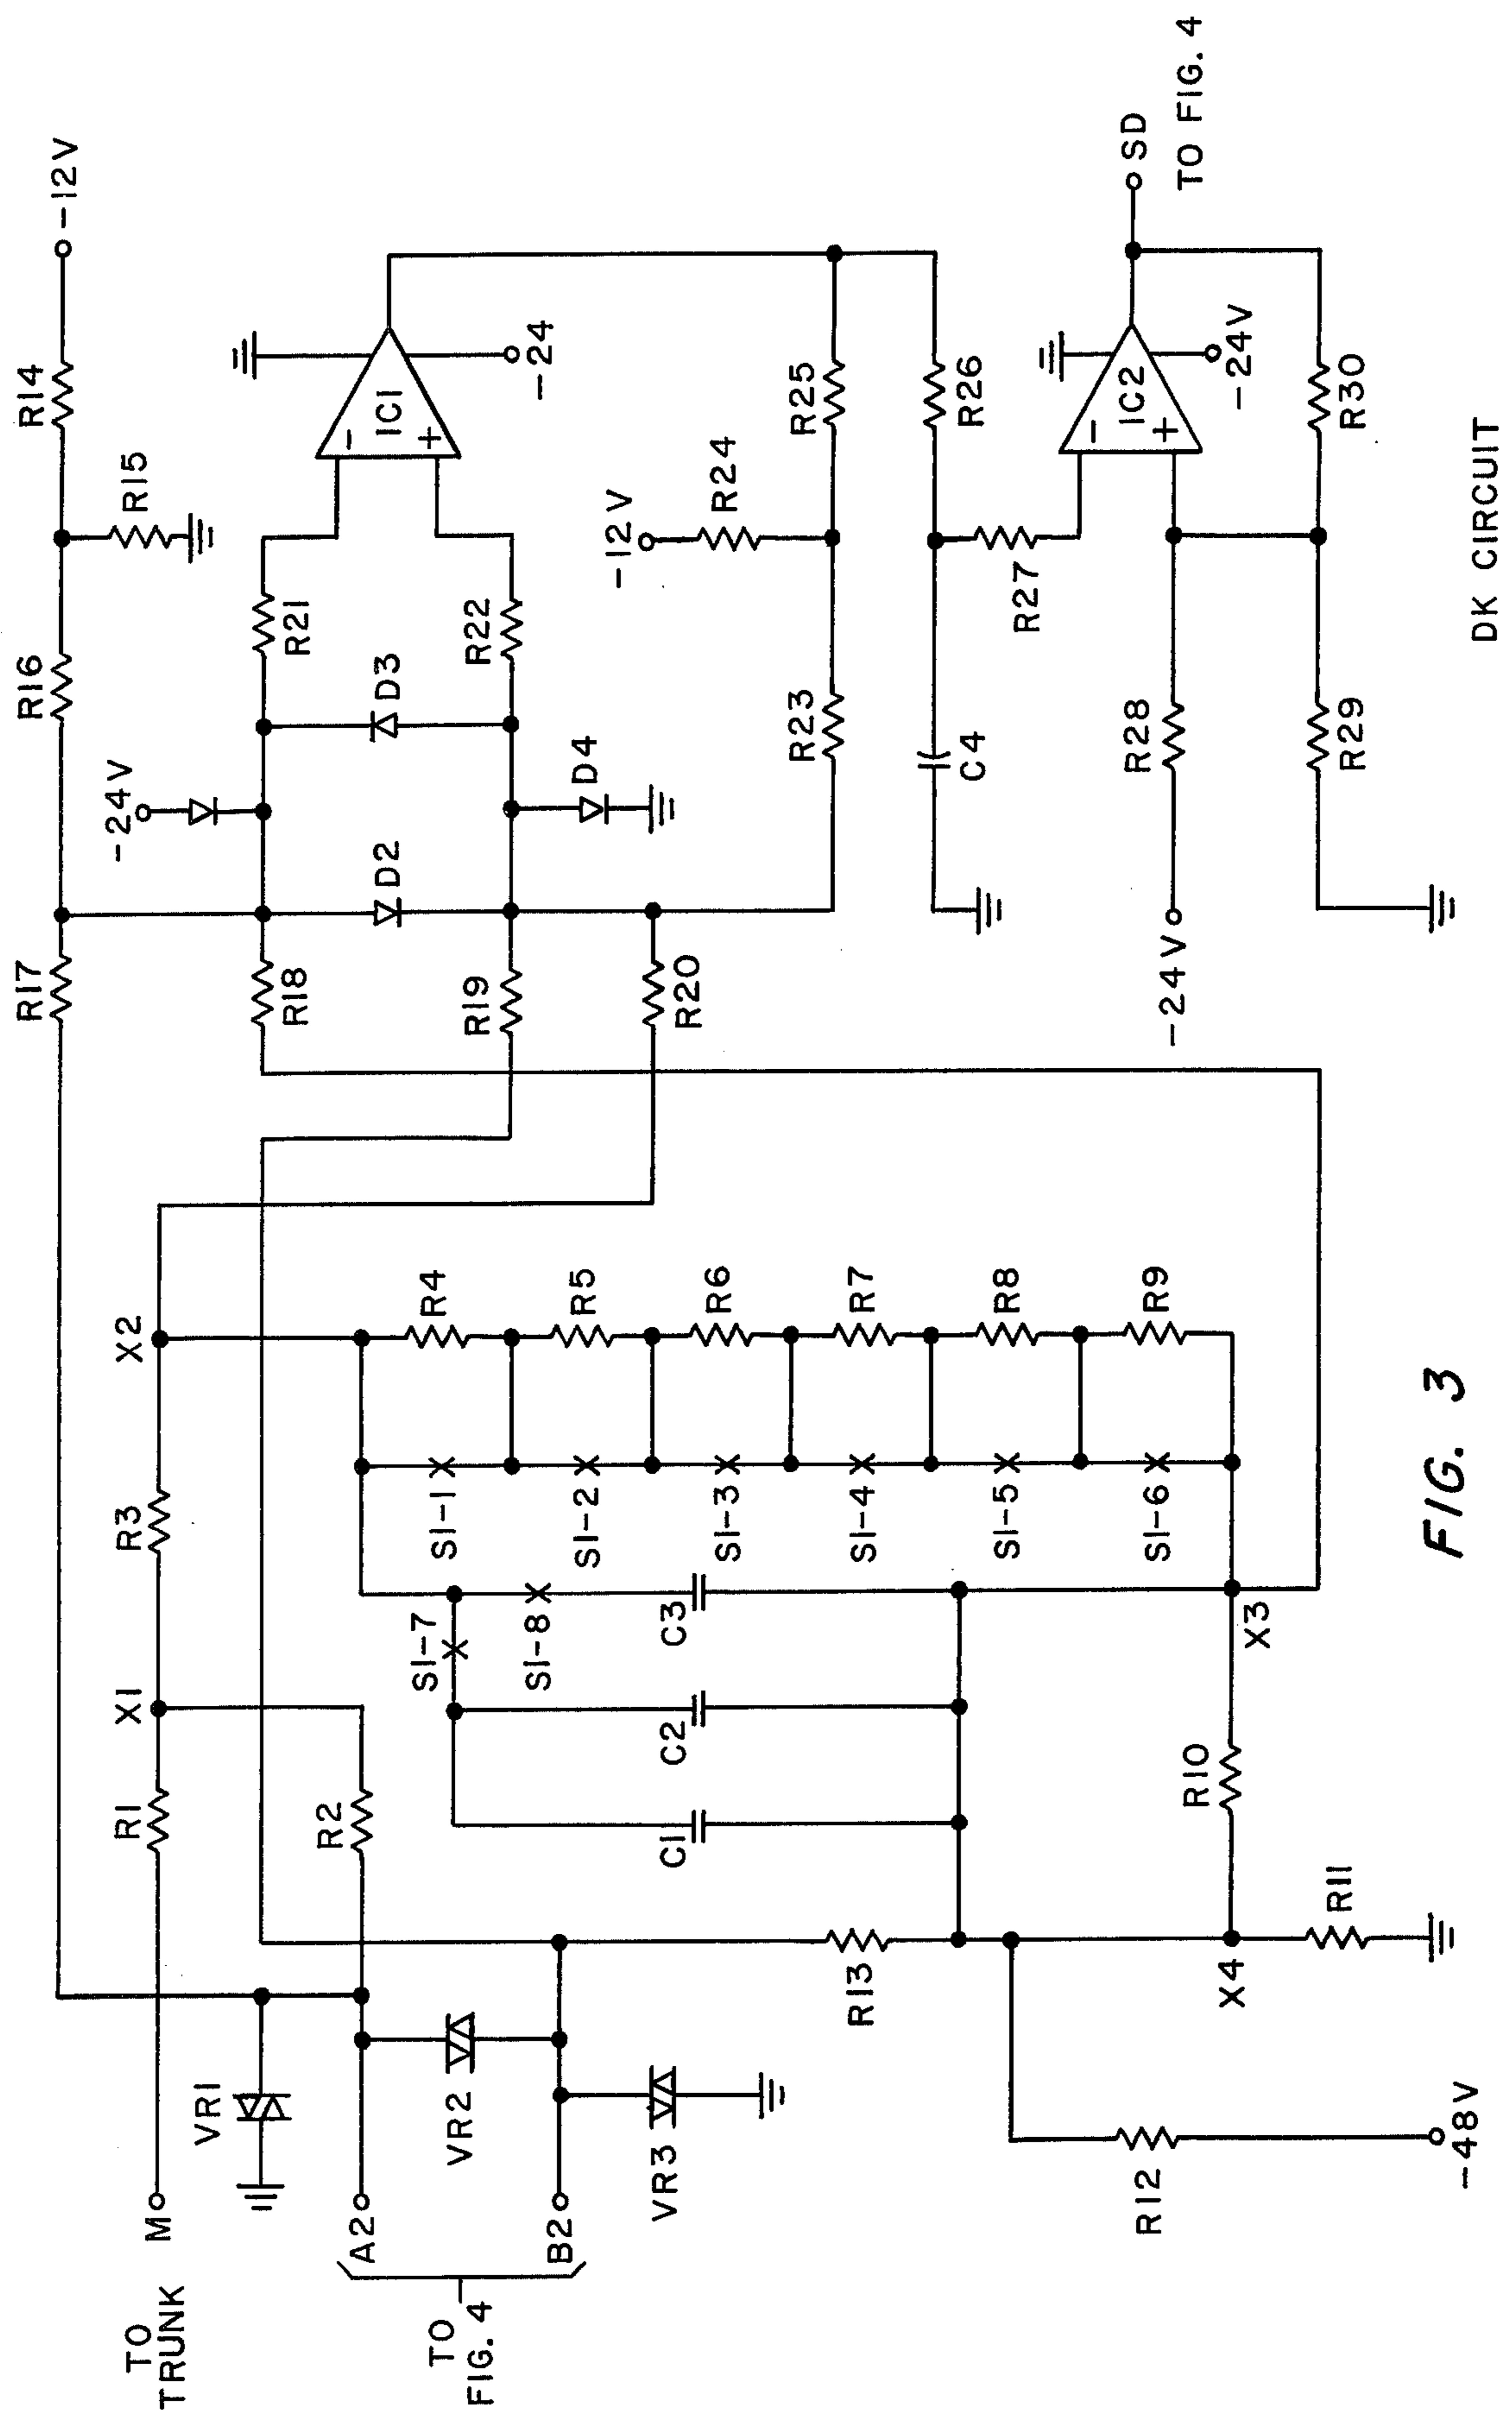 TO
TRUNK
M
R1
X1
R3
X2
R17
R16
R14
-12V
R15
VR1
A2
TO
FIG. 4
B2
VR2
VR3
R2
R13
R12
-48V
X4
R11
R10
X3
C1
C2
C3
S1-7
S1-8
S1-1
S1-2
S1-3
S1-4
S1-5
S1-6
R4
R5
R6
R7
R8
R9
R18
R19
R20
-24V
D2
D3
D4
R21
R22
-
IC1
+
-24
-12V
R24
R23
R25
R26
C4
R27
-
IC2
+
-24V
SD
TO FIG. 4
-24V
R28
R29
R30
FIG. 3
DK CIRCUIT